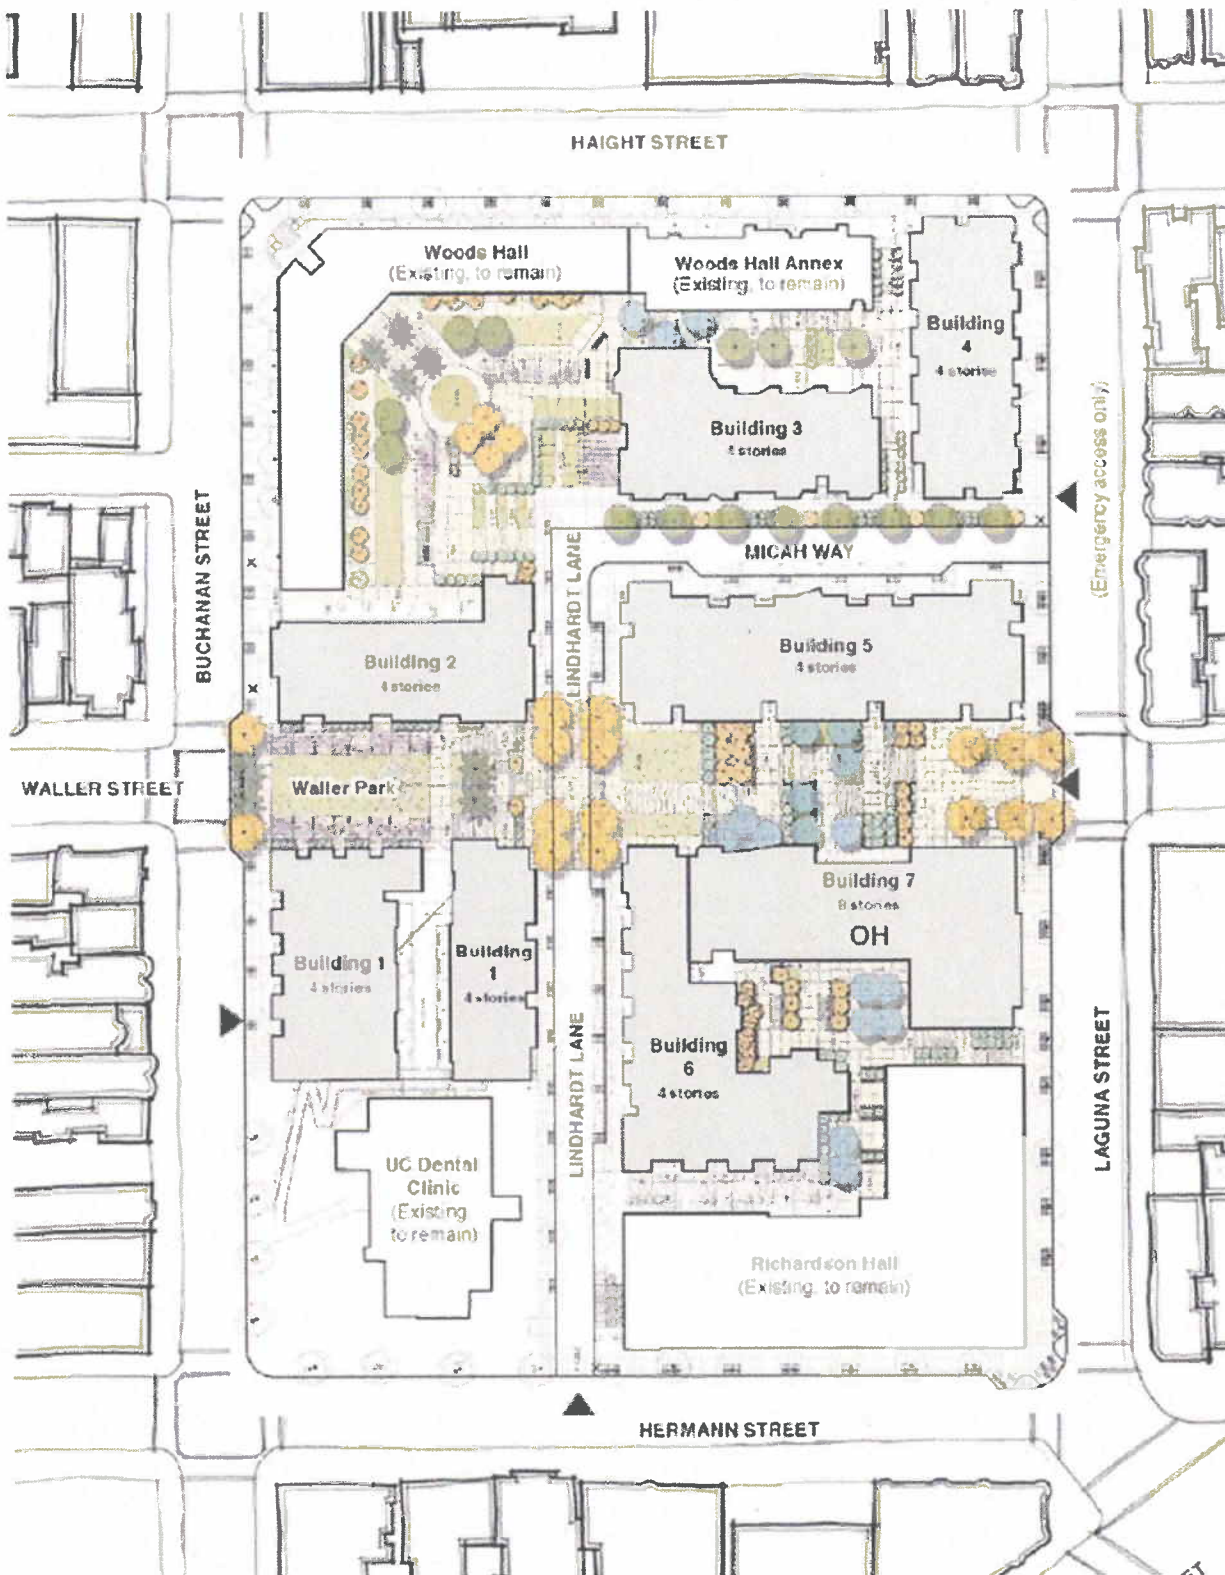 HAIGHT STREET
Woods Hall
(Existing, to remain)
Woods Hall Annex
(Existing, to remain)
Building
4
4 stories
Building 3
4 stories
(Emergency access only)
BUCHANAN STREET
LINDHARDT LANE
MICAH WAY
Building 5
4 stories
Building 2
4 stories
WALLER STREET
Waller Park
Building 7
8 stories
OH
Building 1
4 stories
Building
1
4 stories
Building
6
4 stories
LINDHARDT LANE
LAGUNA STREET
UC Dental
Clinic
(Existing
to remain)
Richardson Hall
(Existing, to remain)
HERMANN STREET